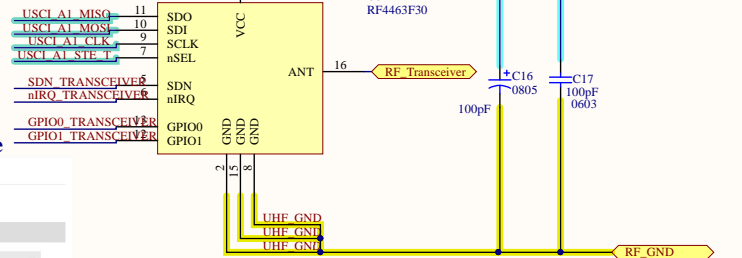 RF4463F30
USCI_A1_MISO 11 SDO
USCI_A1_MOSI 10 SDI
USCI_A1_CLK 9 SCLK
USCI_A1_STE_T 7 nSEL
VCC
ANT 16 RF_Transceiver
SDN_TRANSCEIVER 5 SDN
nIRQ_TRANSCEIVER 6 nIRQ
GPIO0_TRANSCEIVER 13 GPIO0
GPIO1_TRANSCEIVER 12 GPIO1
GND GND GND
2 15 8
+ C16
0805
100pF
C17
100pF
0603
UHF_GND
UHF_GND
UHF_GND
RF_GND
e